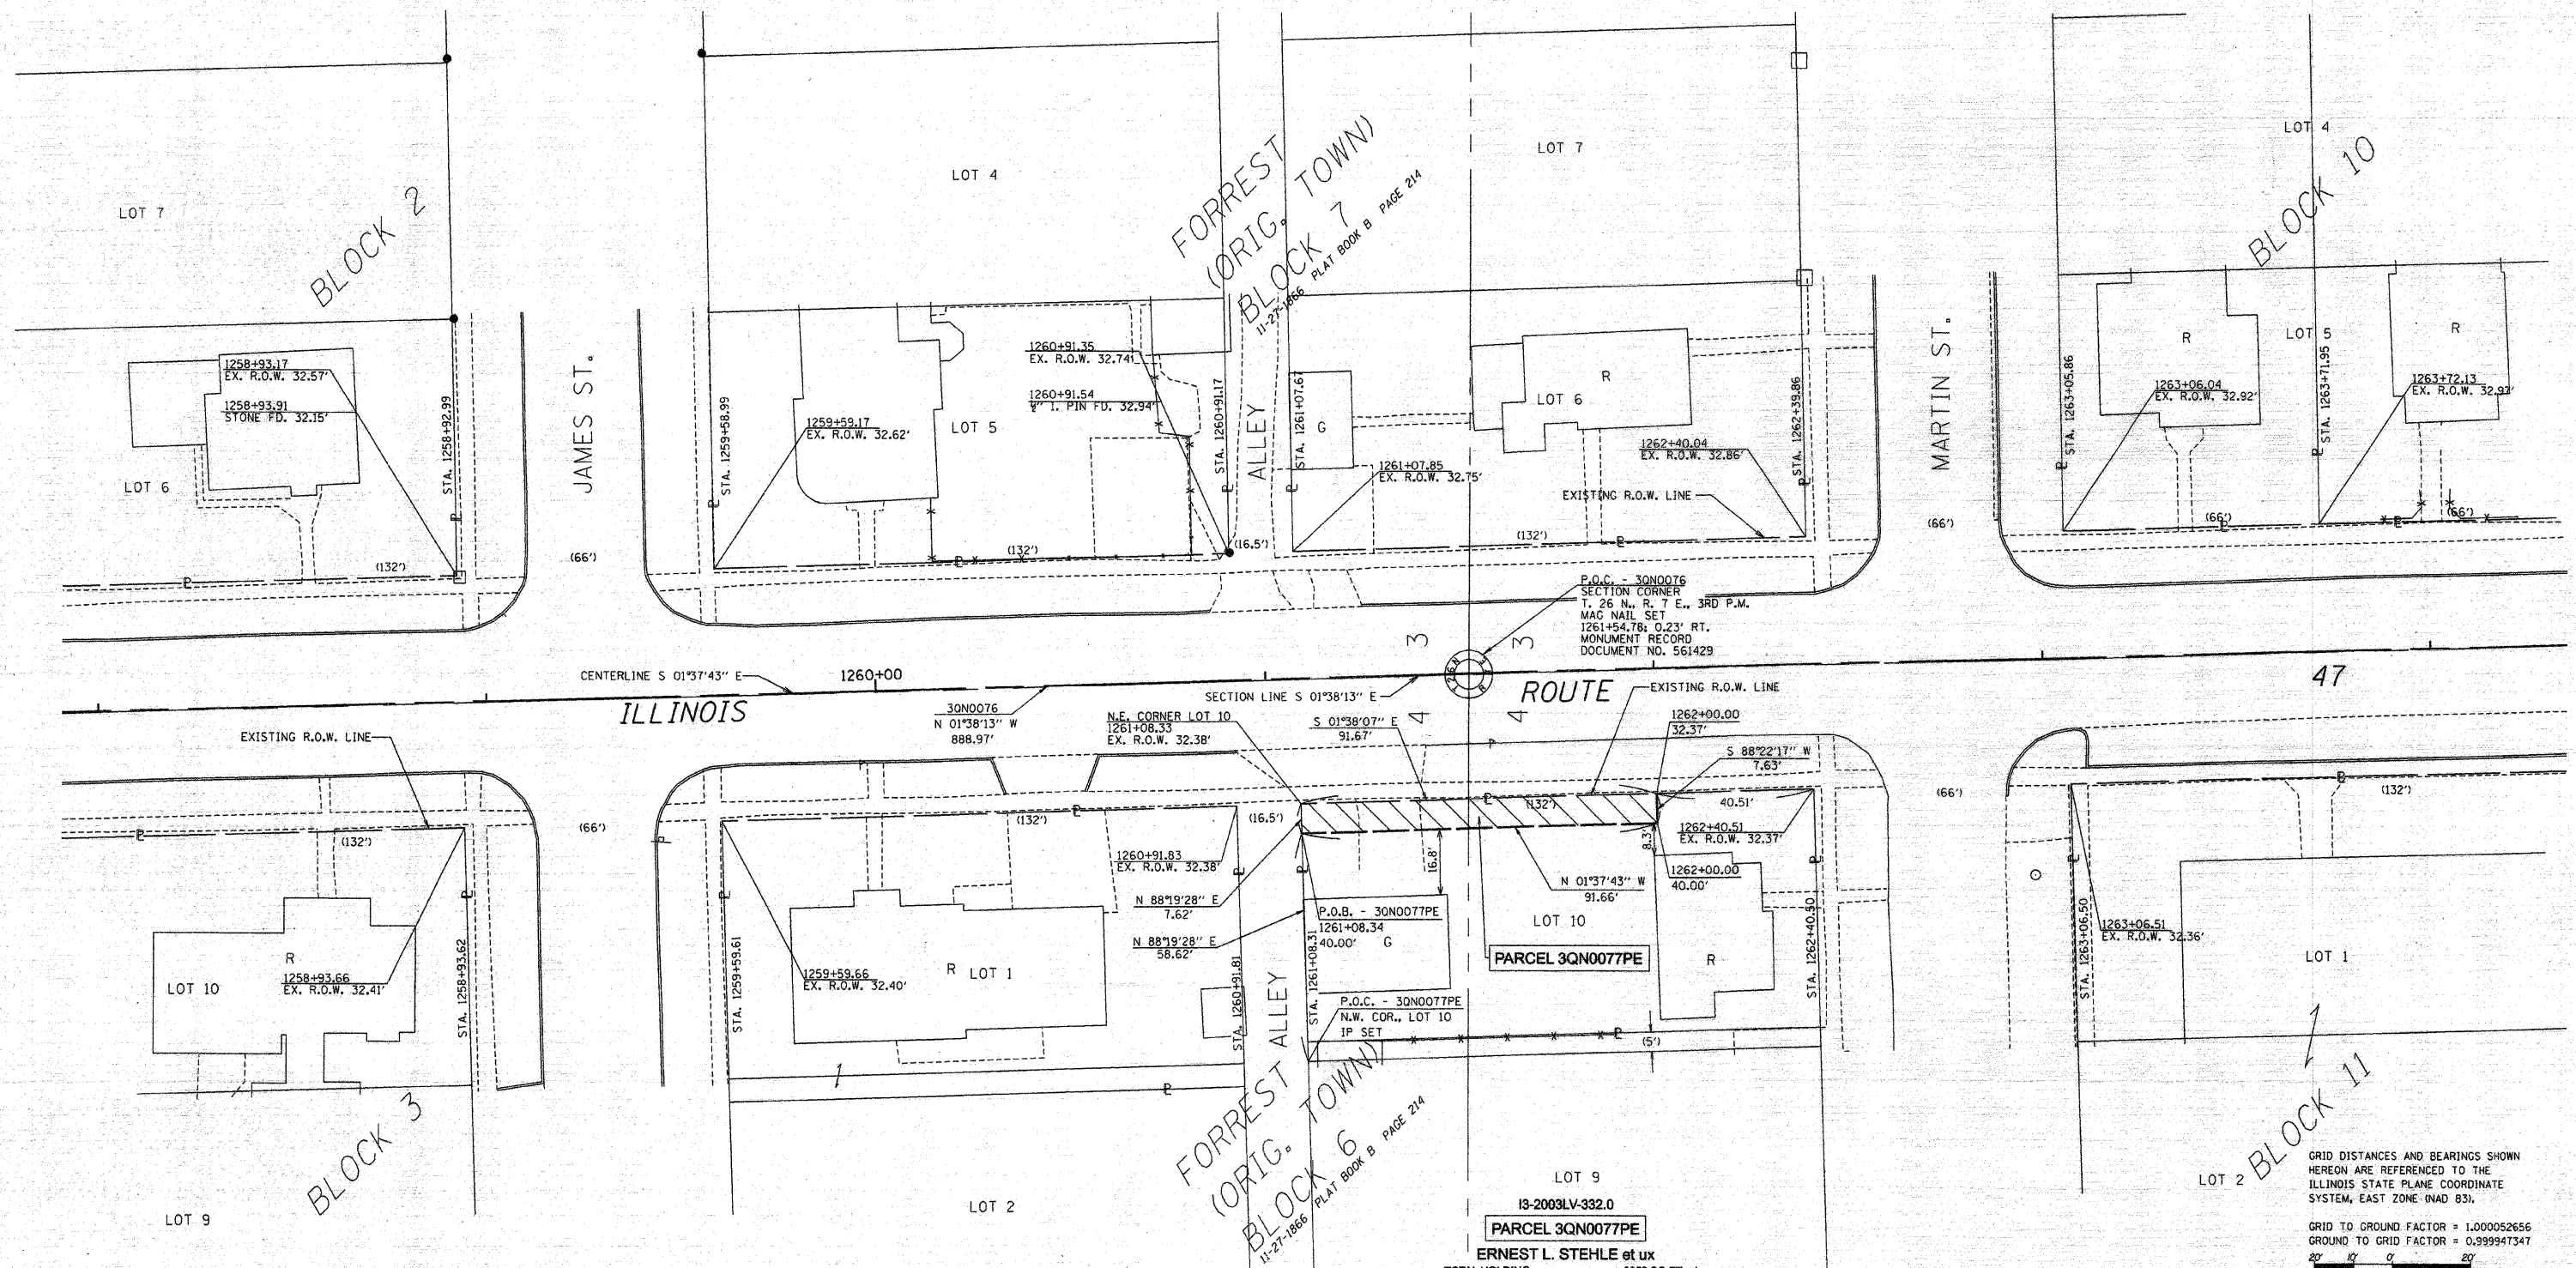 LOT 7
BLOCK 2
1258+93.17
EX. R.O.W. 32.57'
1258+93.91
STONE FD. 32.15'
STA. 1258+92.99
LOT 6
(132')
JAMES ST.
(66')
LOT 4
STA. 1259+58.99
1259+59.17
EX. R.O.W. 32.62'
LOT 5
1260+91.35
EX. R.O.W. 32.74'
1260+91.54
½" I. PIN FD. 32.94'
STA. 1260+91.17
(132')
FORREST
(ORIG. TOWN)
BLOCK 7
11-27-1866 PLAT BOOK B PAGE 214
ALLEY
(16.5')
STA. 1261+07.67
G
1261+07.85
EX. R.O.W. 32.75'
LOT 7
R
LOT 6
1262+40.04
EX. R.O.W. 32.86'
EXISTING R.O.W. LINE
(132')
STA. 1262+39.86
MARTIN ST.
(66')
LOT 4
BLOCK 10
R
LOT 5
R
STA. 1263+05.86
1263+06.04
EX. R.O.W. 32.92'
STA. 1263+71.95
1263+72.13
EX. R.O.W. 32.97'
(66')
(66')
P.O.C. - 3QN0076
SECTION CORNER
T. 26 N., R. 7 E., 3RD P.M.
MAG NAIL SET
1261+54.78; 0.23' RT.
MONUMENT RECORD
DOCUMENT NO. 561429
3
3
4
4
CENTERLINE S 01°37'43" E
1260+00
SECTION LINE S 01°38'13" E
ILLINOIS
ROUTE
47
3QN0076
N 01°38'13" W
888.97'
N.E. CORNER LOT 10
1261+08.33
EX. R.O.W. 32.38'
S 01°38'07" E
91.67'
EXISTING R.O.W. LINE
1262+00.00
32.37'
S 88°22'17" W
7.63'
EXISTING R.O.W. LINE
(132')
(66')
(132')
(16.5')
(132')
40.51'
(66')
(132')
1262+40.51
EX. R.O.W. 32.37'
1260+91.83
EX. R.O.W. 32.38'
16.8'
8.3'
1262+00.00
40.00'
N 01°37'43" W
91.66'
N 88°19'28" E
7.62'
N 88°19'28" E
58.62'
P.O.B. - 3QN0077PE
1261+08.34
40.00'
G
LOT 10
PARCEL 3QN0077PE
R
STA. 1262+40.50
STA. 1263+06.50
1263+06.51
EX. R.O.W. 32.36'
LOT 1
R
LOT 10
1258+93.66
EX. R.O.W. 32.41'
STA. 1258+93.62
STA. 1259+59.61
1259+59.66
EX. R.O.W. 32.40'
R
LOT 1
STA. 1260+91.81
ALLEY
STA. 1261+08.31
P.O.C. - 3QN0077PE
N.W. COR., LOT 10
IP SET
(5')
BLOCK 3
LOT 9
LOT 2
FORREST
(ORIG. TOWN)
BLOCK 6
11-27-1866 PLAT BOOK B PAGE 214
LOT 9
I3-2003LV-332.0
PARCEL 3QN0077PE
ERNEST L. STEHLE et ux
LOT 2
BLOCK 11
GRID DISTANCES AND BEARINGS SHOWN
HEREON ARE REFERENCED TO THE
ILLINOIS STATE PLANE COORDINATE
SYSTEM, EAST ZONE (NAD 83).
GRID TO GROUND FACTOR = 1.000052656
GROUND TO GRID FACTOR = 0.999947347
20' 10' 0' 20'